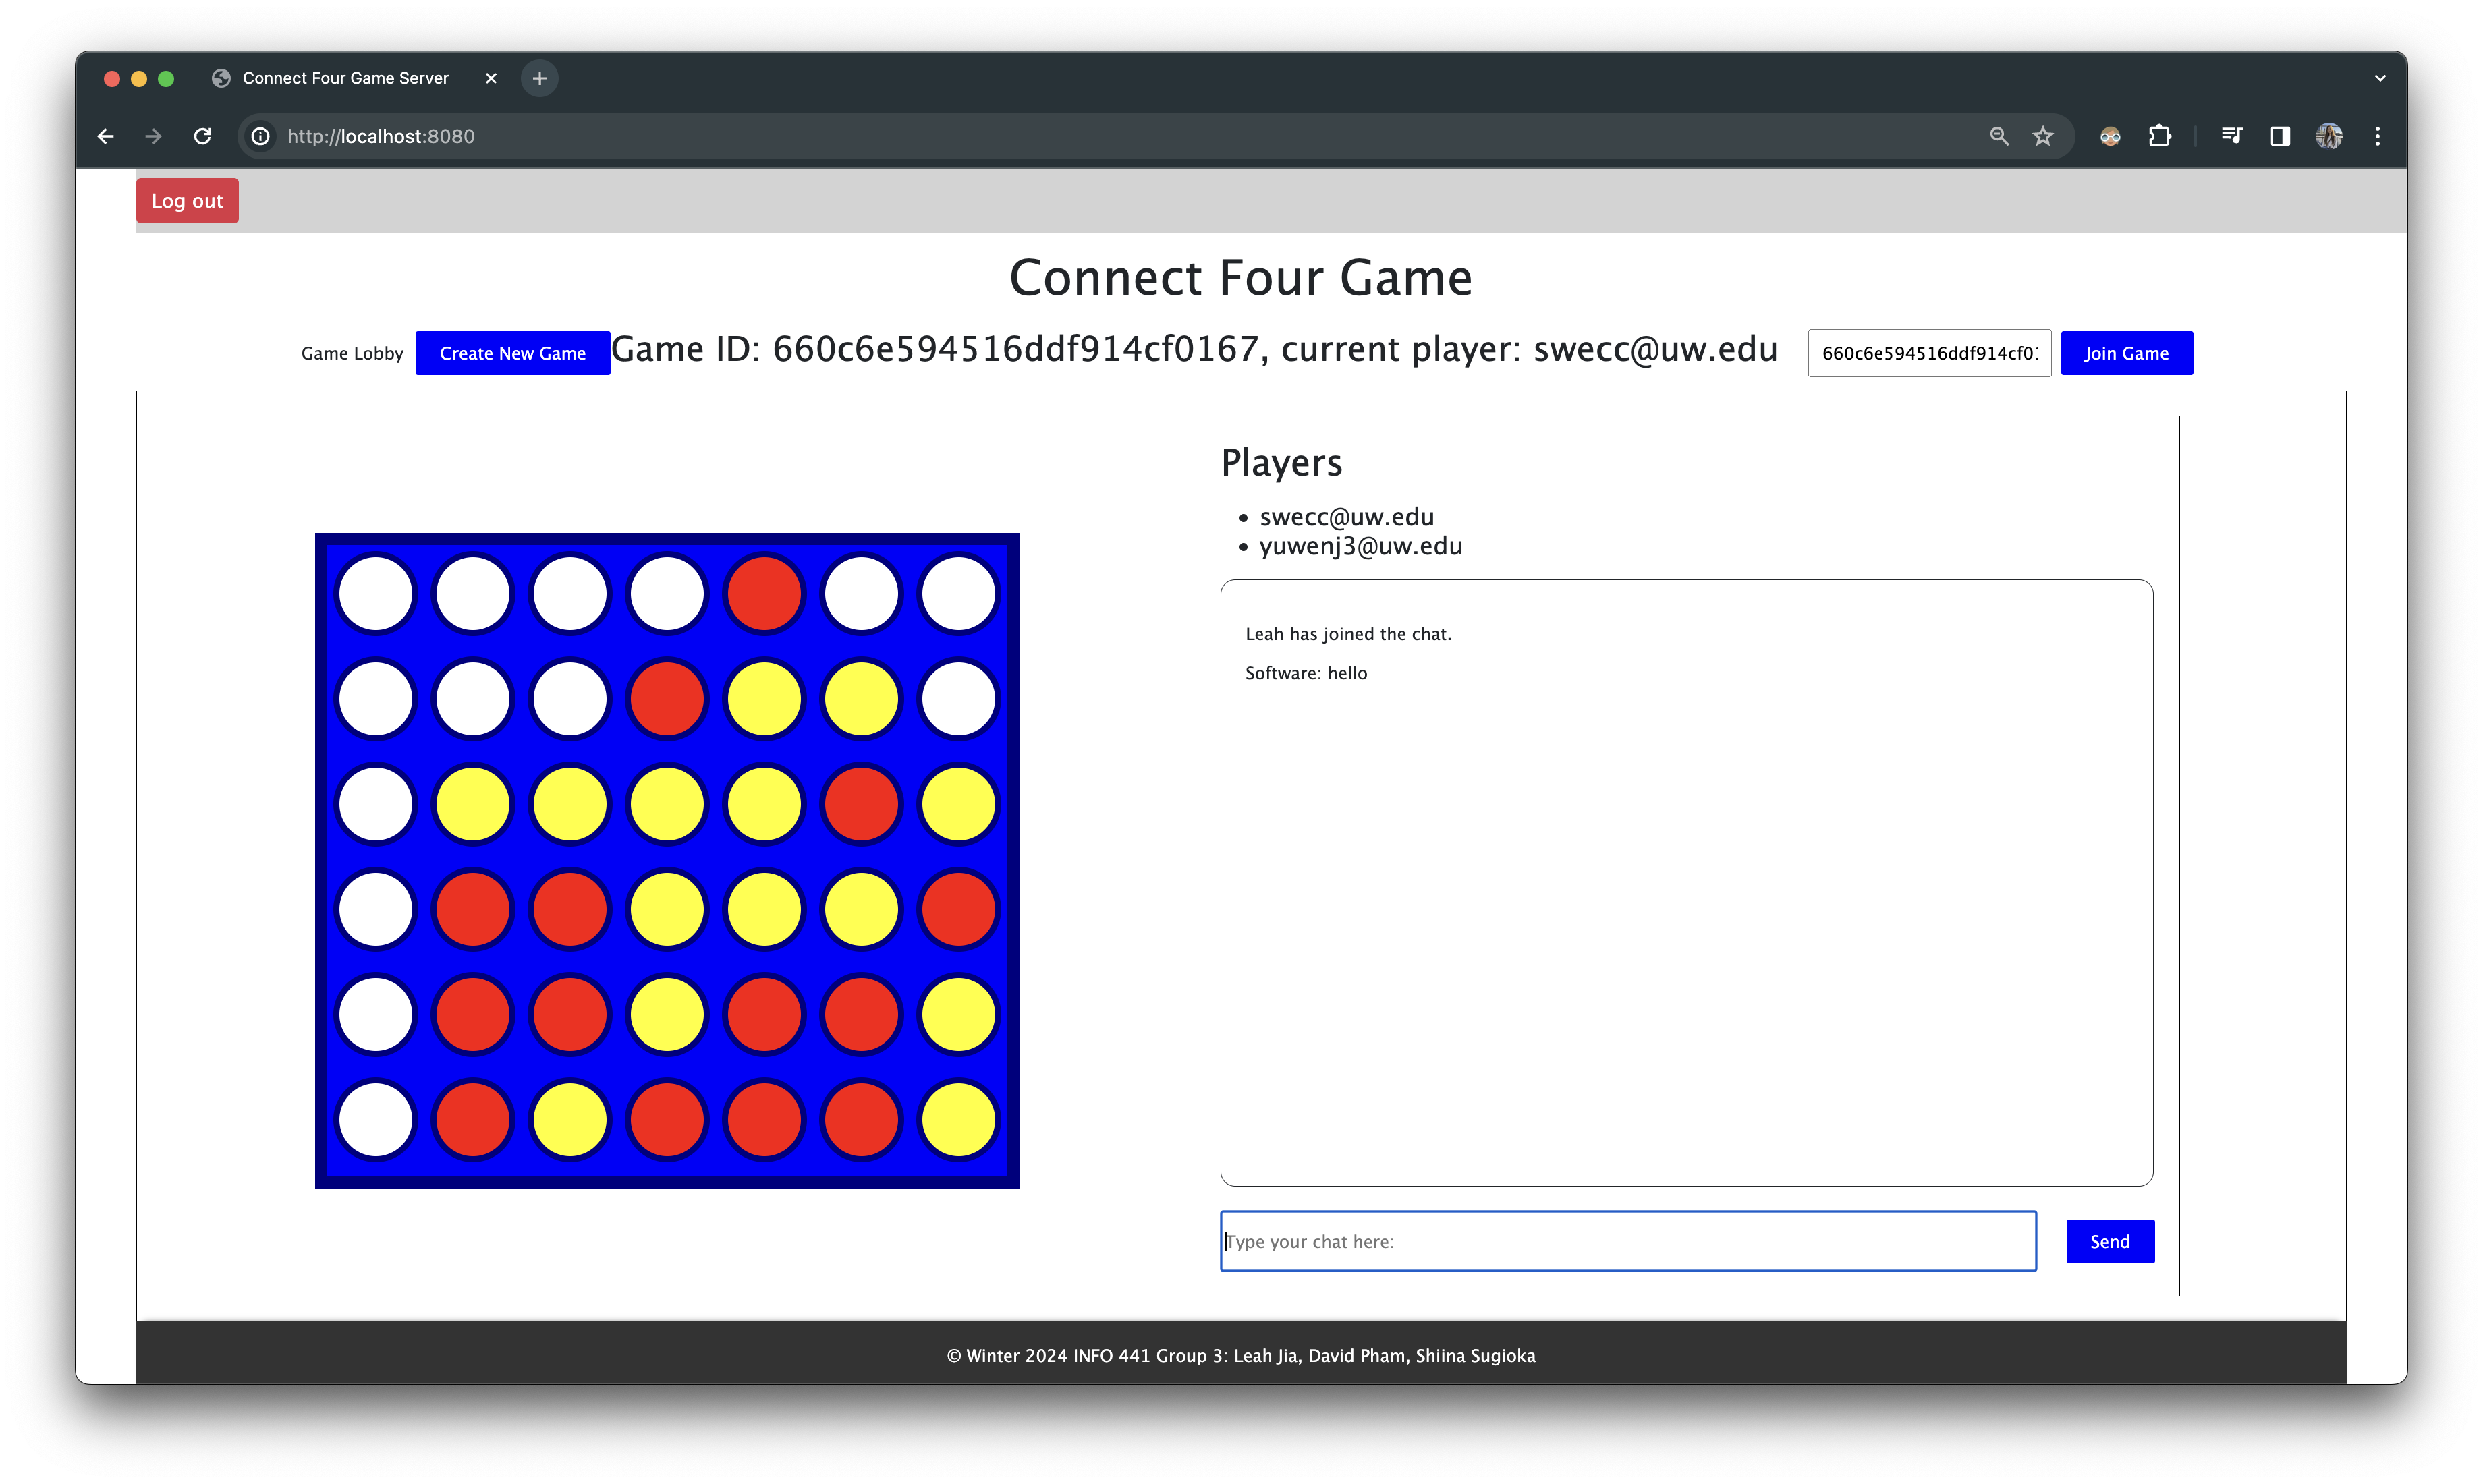 Connect Four Game Server
http://localhost:8080
Log out
Connect Four Game
Game Lobby Create New Game Game ID: 660c6e594516ddf914cf0167, current player: swecc@uw.edu 660c6e594516ddf914cf0 Join Game
Players
swecc@uw.edu
yuwenj3@uw.edu
Leah has joined the chat.
Software: hello
Type your chat here: Send
© Winter 2024 INFO 441 Group 3: Leah Jia, David Pham, Shiina Sugioka